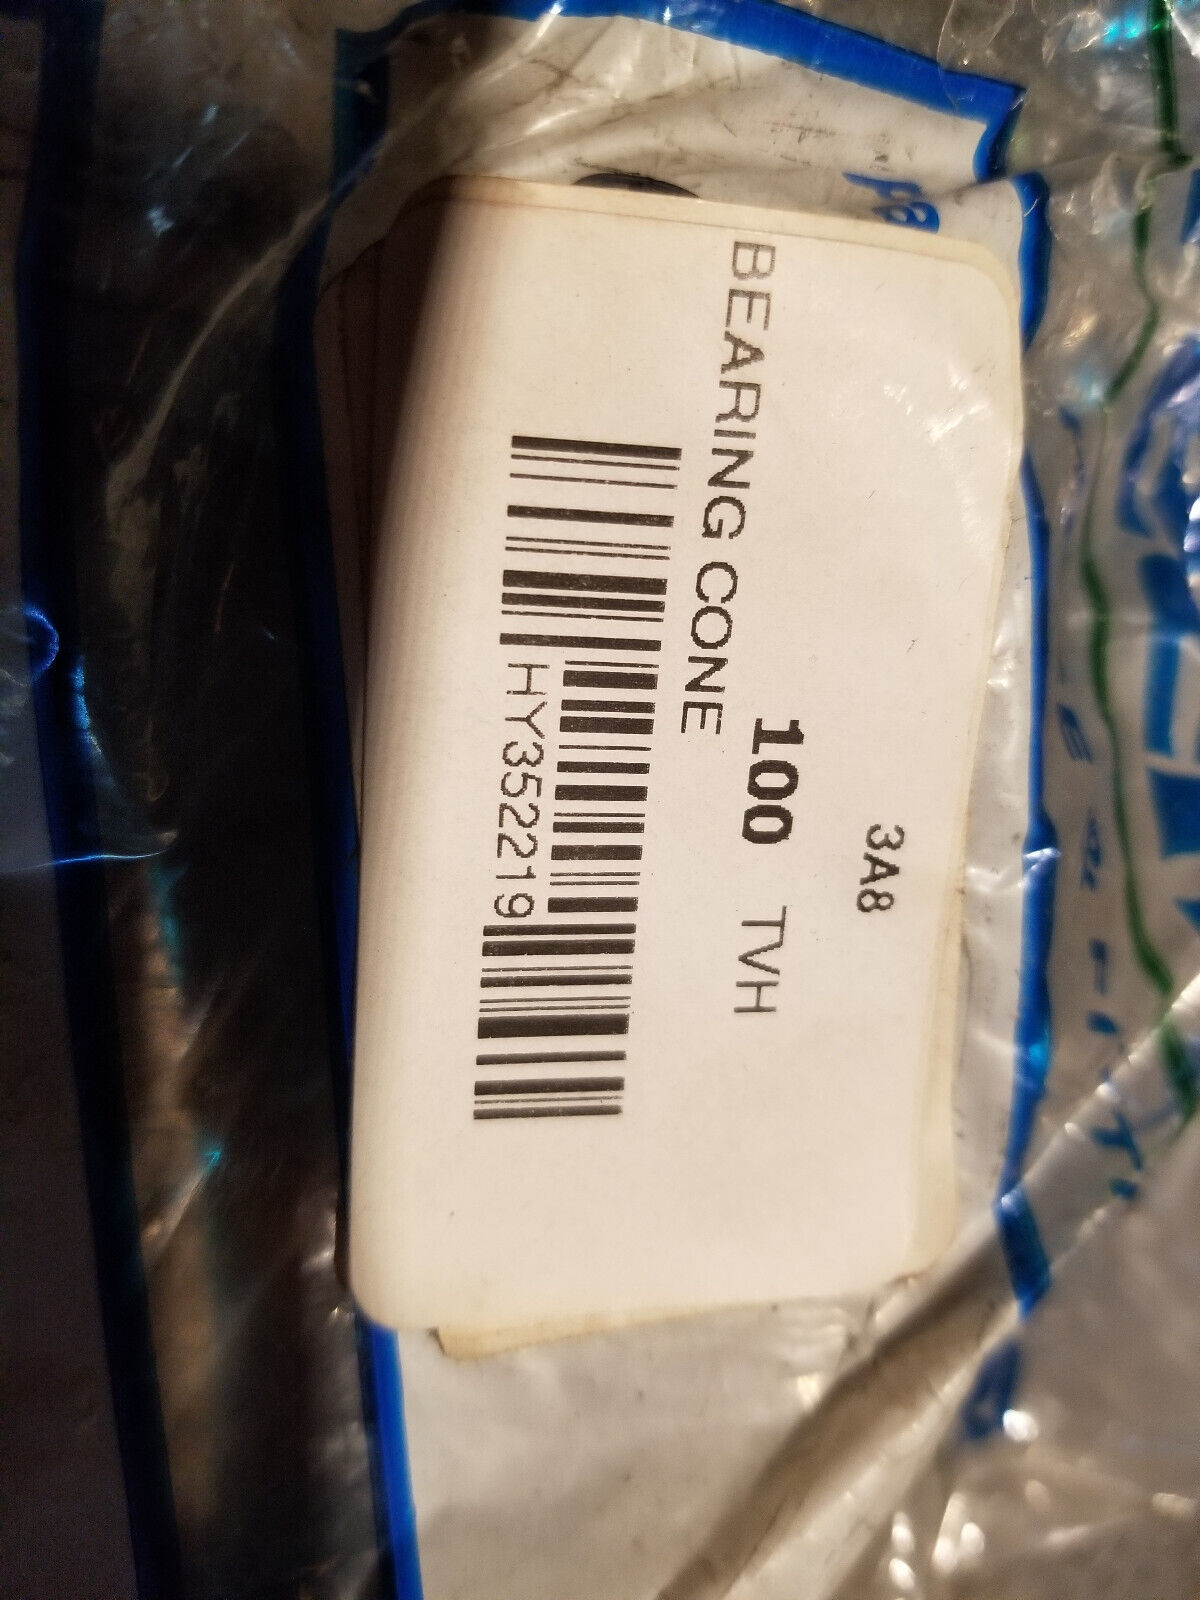 3A8
100 TVH
BEARING CONE
HY352219